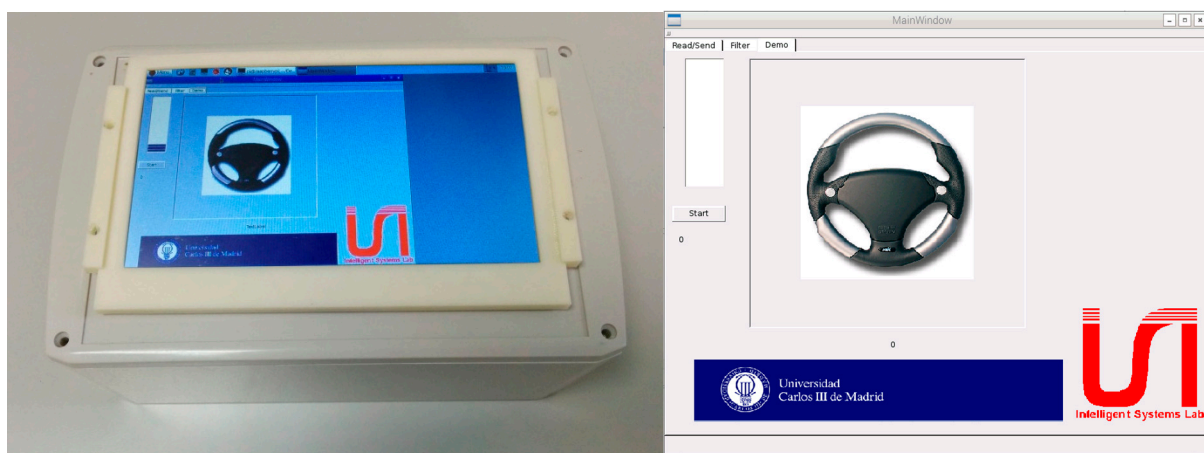 Menu
Universidad
Carlos III de Madrid
Intelligent Systems Lab
MainWindow
Read/Send Filter Demo
Start
0
0
Universidad
Carlos III de Madrid
Intelligent Systems Lab